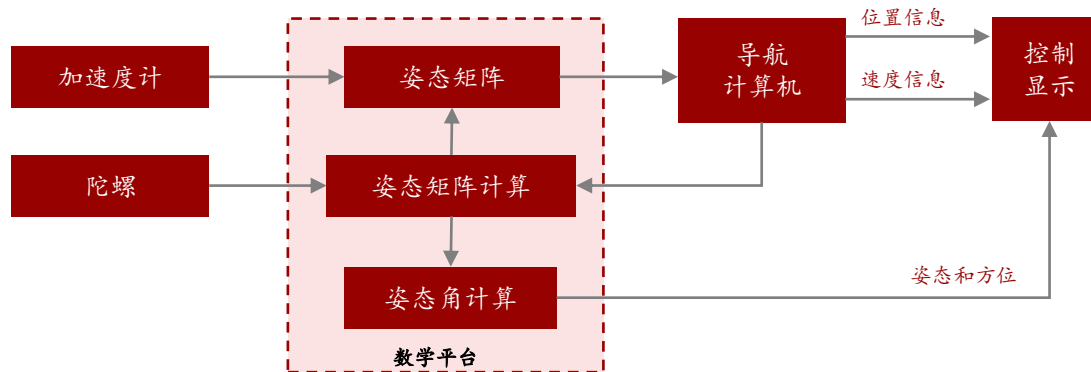 位置信息
加速度计
姿态矩阵
导航
计算机
控制
显示
速度信息
陀螺
姿态矩阵计算
姿态角计算
姿态和方位
数学平台